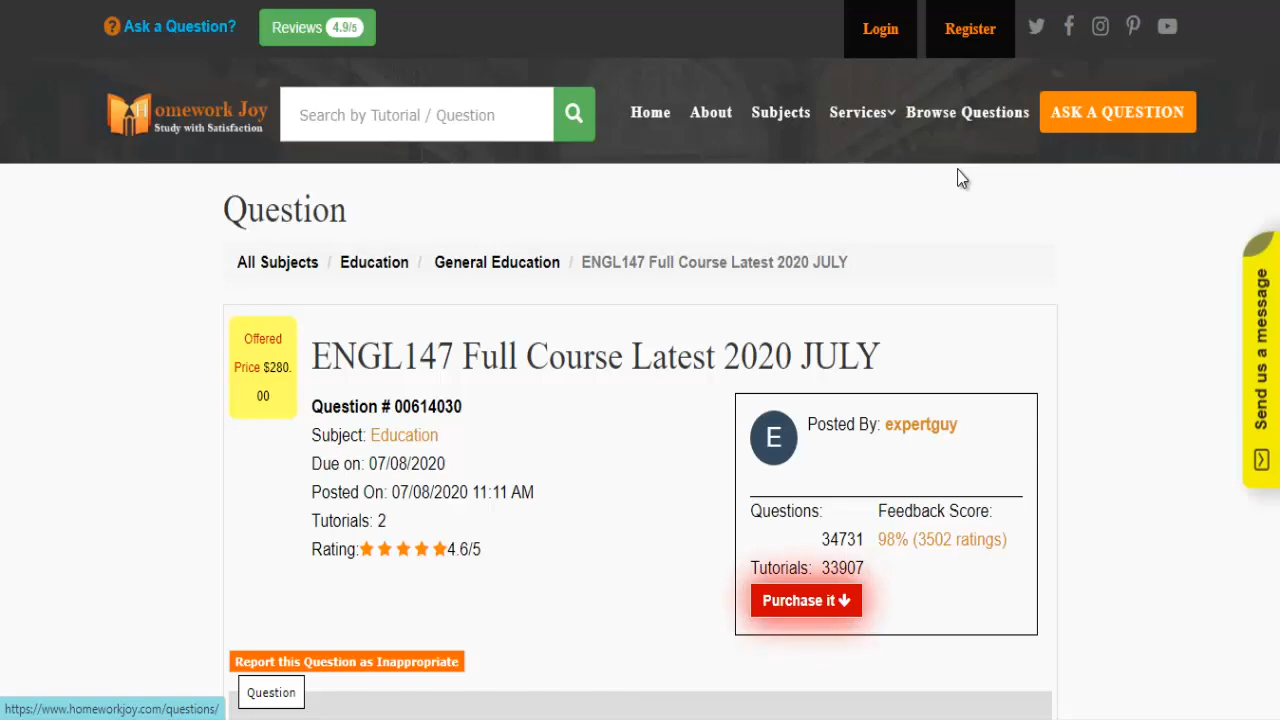 Ask a Question?
Reviews 4.9/5
Login
Register
Homework Joy
Study with Satisfaction
Search by Tutorial / Question
Home
About
Subjects
Services
Browse Questions
ASK A QUESTION
Question
All Subjects / Education / General Education / ENGL147 Full Course Latest 2020 JULY
Offered
Price $280.
00
ENGL147 Full Course Latest 2020 JULY
Question # 00614030
Subject: Education
Due on: 07/08/2020
Posted On: 07/08/2020 11:11 AM
Tutorials: 2
Rating: 4.6/5
E
Posted By: expertguy
Questions:
34731
Feedback Score:
98% (3502 ratings)
Tutorials: 33907
Purchase it
Send us a message
Report this Question as Inappropriate
Question
https://www.homeworkjoy.com/questions/